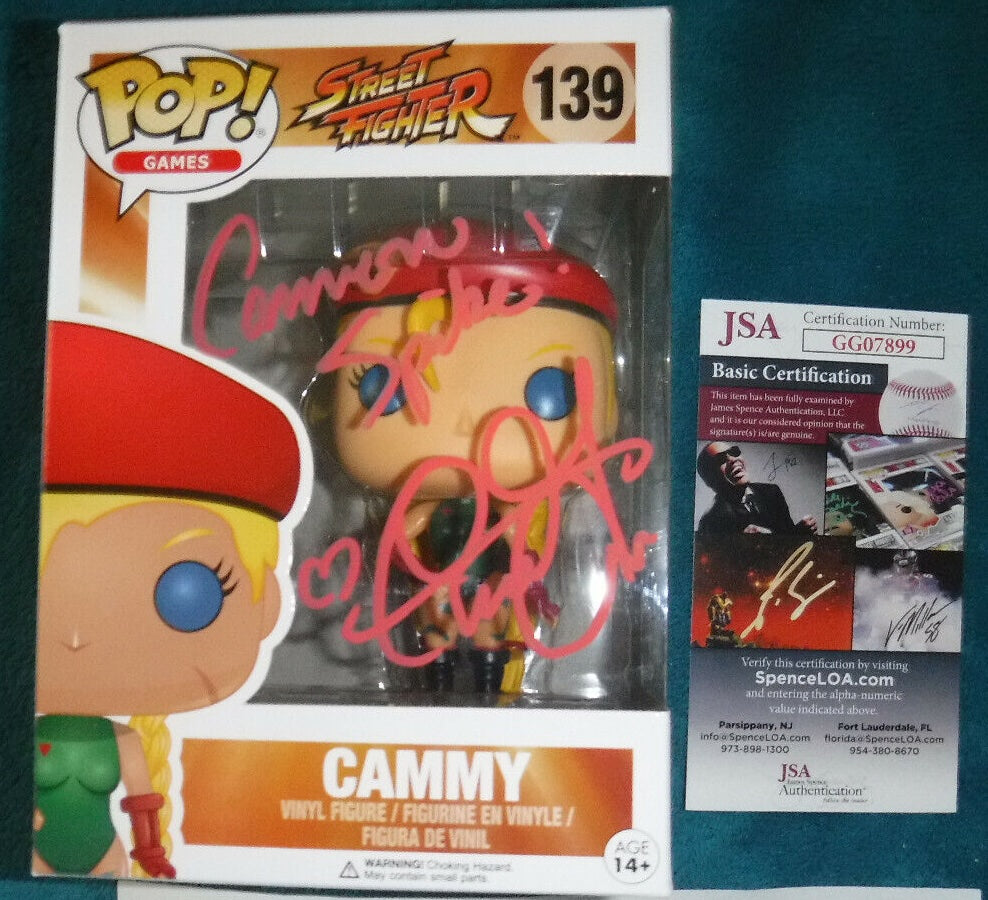 POP!
GAMES
STREET
FIGHTER™
139
Cannon
Spike!
CAMMY
VINYL FIGURE / FIGURINE EN VINYLE /
FIGURA DE VINIL
WARNING! Choking Hazard.
May contain small parts.
AGE
14+
JSA
Certification Number:
GG07899
Basic Certification
This item has been fully examined by
James Spence Authentication, LLC
and it is our considered opinion that the
signature(s) is/are genuine.
Verify this certification by visiting
SpenceLOA.com
and entering the alpha-numeric
value indicated above.
Parsippany, NJ
info@SpenceLOA.com
973-898-1300
Fort Lauderdale, FL
florida@SpenceLOA.com
954-380-8670
JSA
James Spence
Authentication